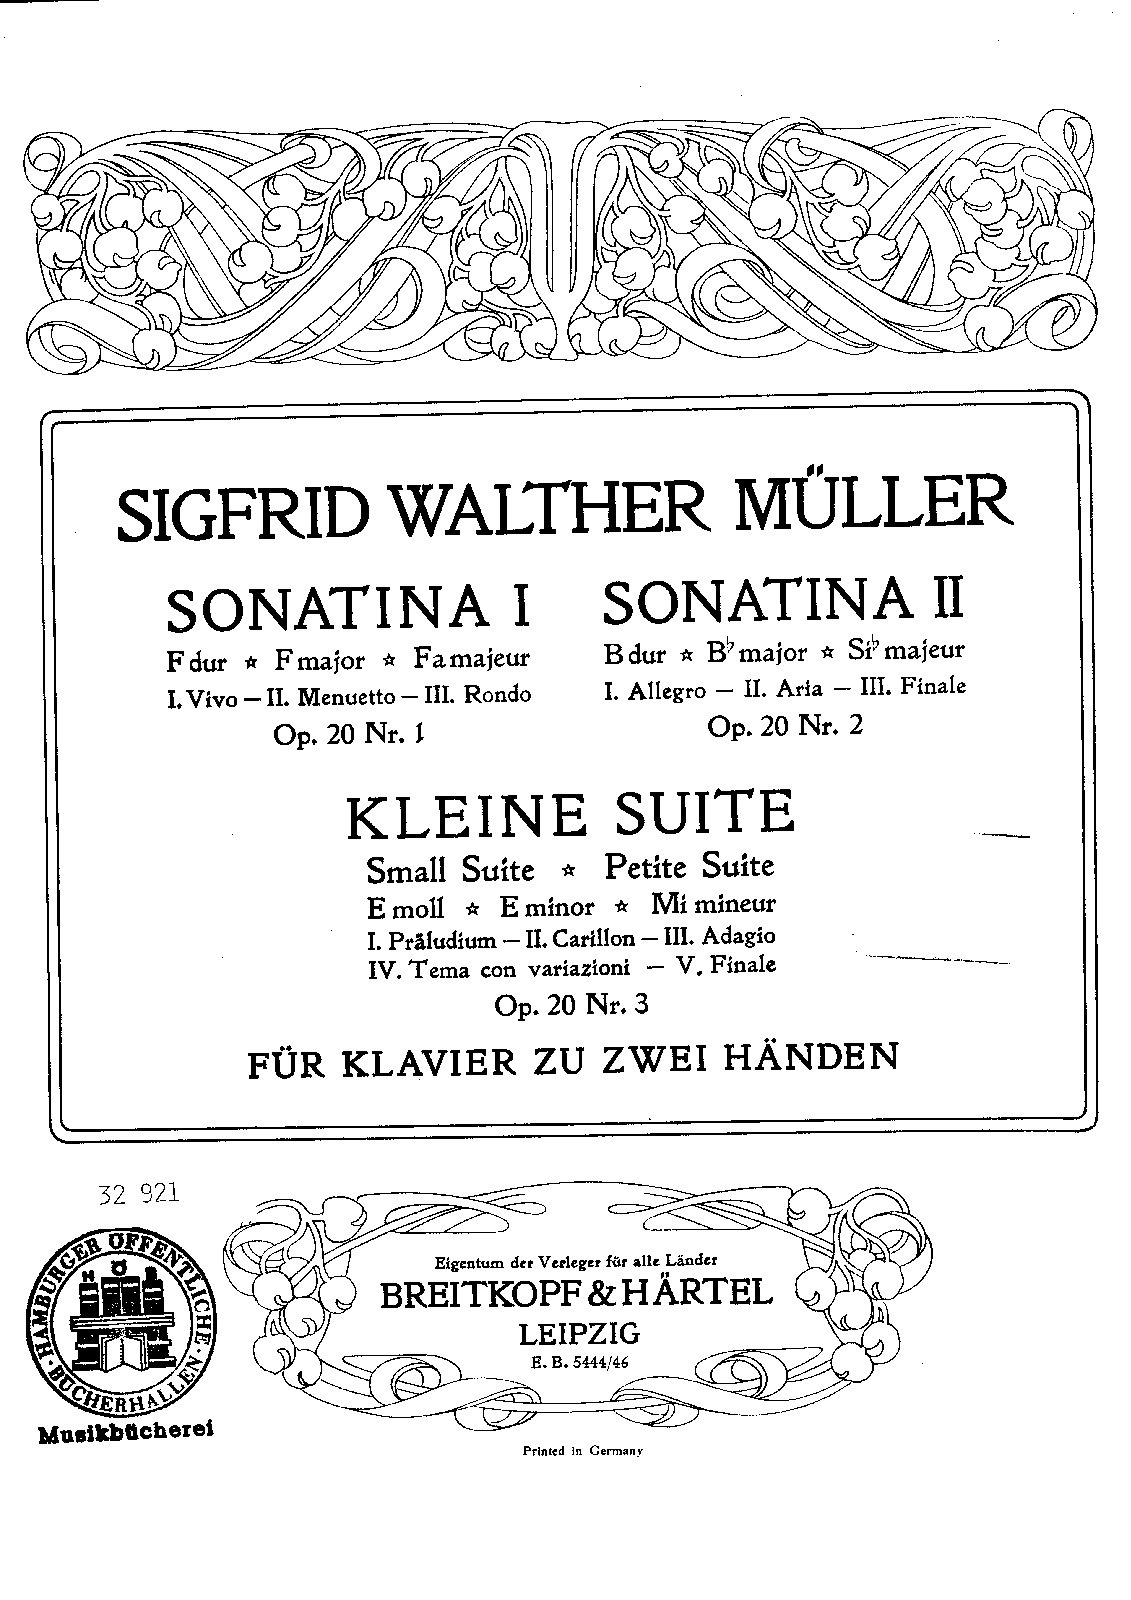 SIGFRID WALTHER MÜLLER
SONATINA I
F dur ☆ F major ☆ Fa majeur
I. Vivo – II. Menuetto – III. Rondo
Op. 20 Nr. 1
SONATINA II
B dur ☆ B♭ major ☆ Si♭ majeur
I. Allegro – II. Aria – III. Finale
Op. 20 Nr. 2
KLEINE SUITE
Small Suite ☆ Petite Suite
E moll ☆ E minor ☆ Mi mineur
I. Präludium – II. Carillon – III. Adagio
IV. Tema con variazioni – V. Finale
Op. 20 Nr. 3
FÜR KLAVIER ZU ZWEI HÄNDEN
32 921
HAMBURGER ÖFFENTLICHE
H Ö B
· BÜCHERHALLEN ·
Musikbücherei
Eigentum der Verleger für alle Länder
BREITKOPF & HÄRTEL
LEIPZIG
E. B. 5444/46
Printed in Germany